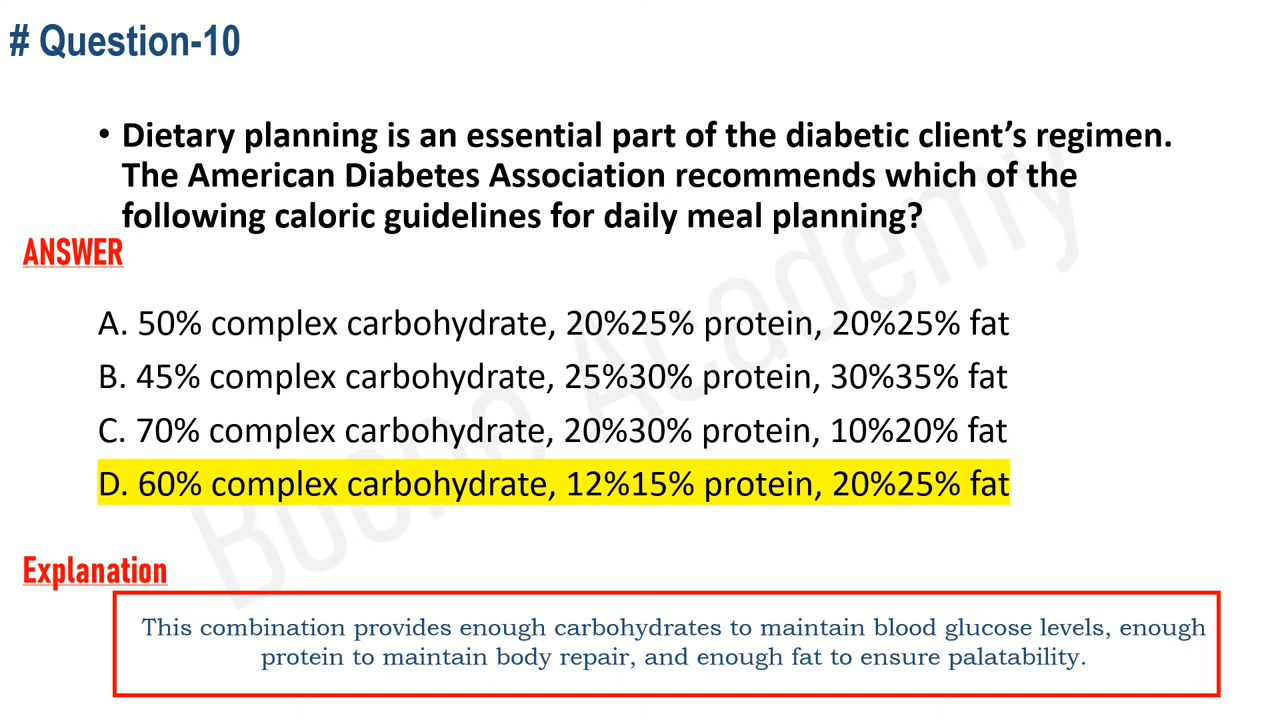 # Question-10
• Dietary planning is an essential part of the diabetic client’s regimen.
The American Diabetes Association recommends which of the
following caloric guidelines for daily meal planning?
ANSWER
A. 50% complex carbohydrate, 20%25% protein, 20%25% fat
B. 45% complex carbohydrate, 25%30% protein, 30%35% fat
C. 70% complex carbohydrate, 20%30% protein, 10%20% fat
D. 60% complex carbohydrate, 12%15% protein, 20%25% fat
Explanation
This combination provides enough carbohydrates to maintain blood glucose levels, enough
protein to maintain body repair, and enough fat to ensure palatability.
Academy